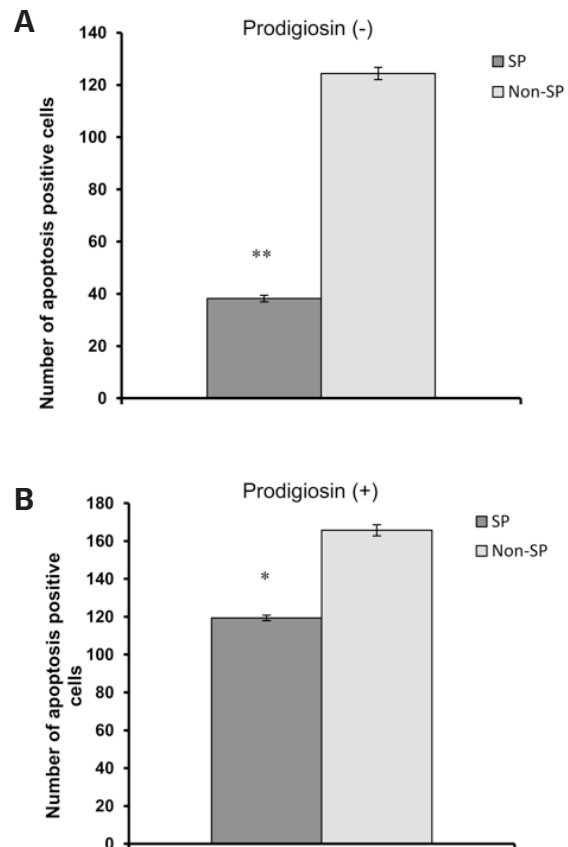 A
Prodigiosin (-)
140
120
100
80
60
40
20
0
Number of apoptosis positive cells
**
SP
Non-SP
B
Prodigiosin (+)
180
160
140
120
100
80
60
40
20
0
Number of apoptosis positive
cells
*
SP
Non-SP